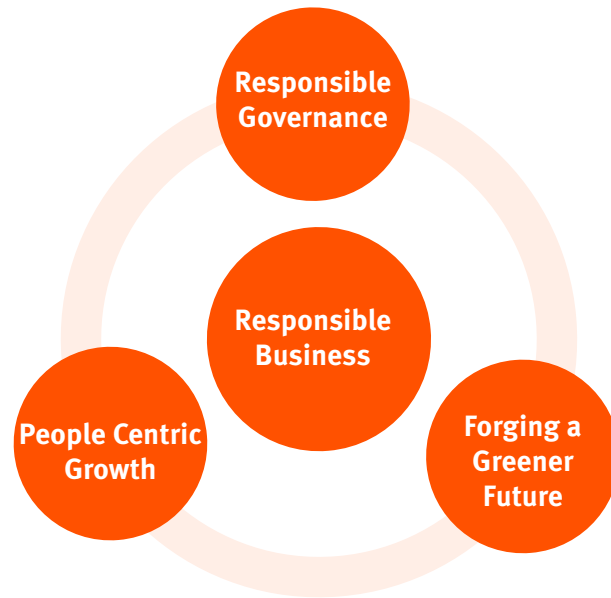 Responsible
Governance
Responsible
Business
People Centric
Growth
Forging a
Greener
Future